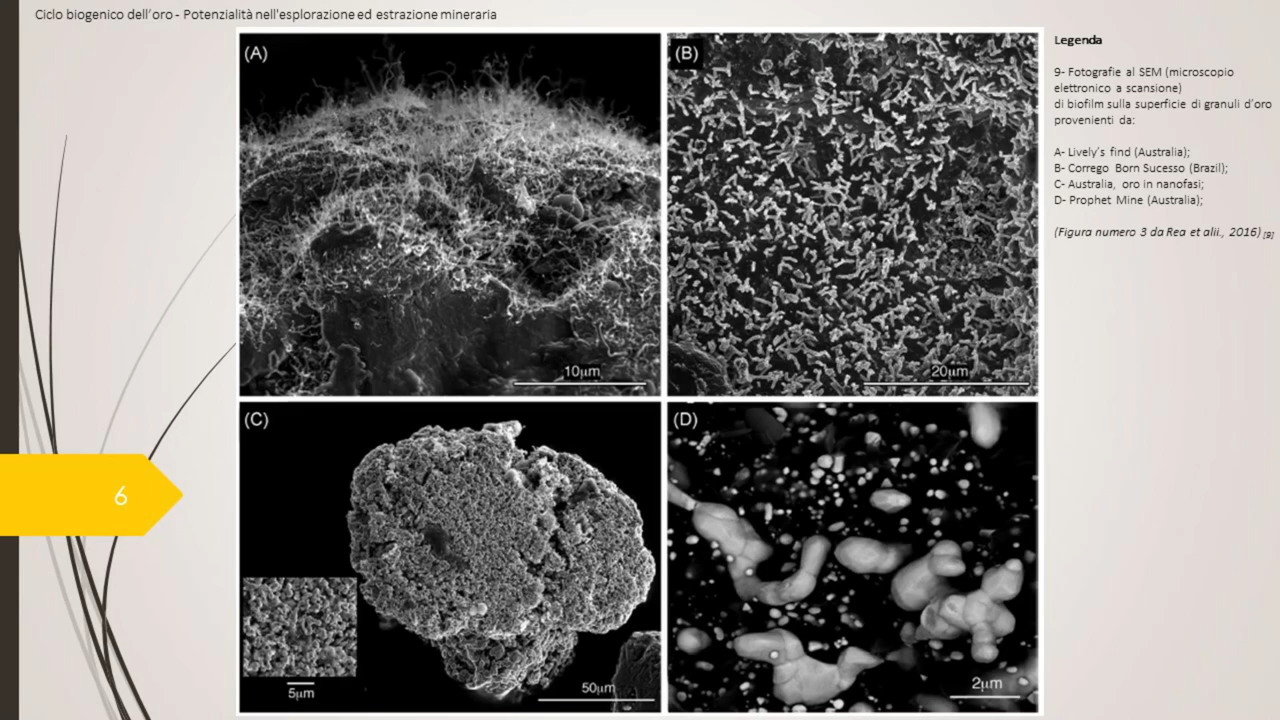 Ciclo biogenico dell'oro - Potenzialità nell'esplorazione ed estrazione mineraria
(A)
10µm
(B)
20µm
(C)
5µm
50µm
(D)
2µm
6
Legenda
9- Fotografie al SEM (microscopio
elettronico a scansione)
di biofilm sulla superficie di granuli d'oro
provenienti da:
A- Lively's find (Australia);
B- Corrego Born Sucesso (Brazil);
C- Australia, oro in nanofasi;
D- Prophet Mine (Australia);
(Figura numero 3 da Rea et alii., 2016) [9]